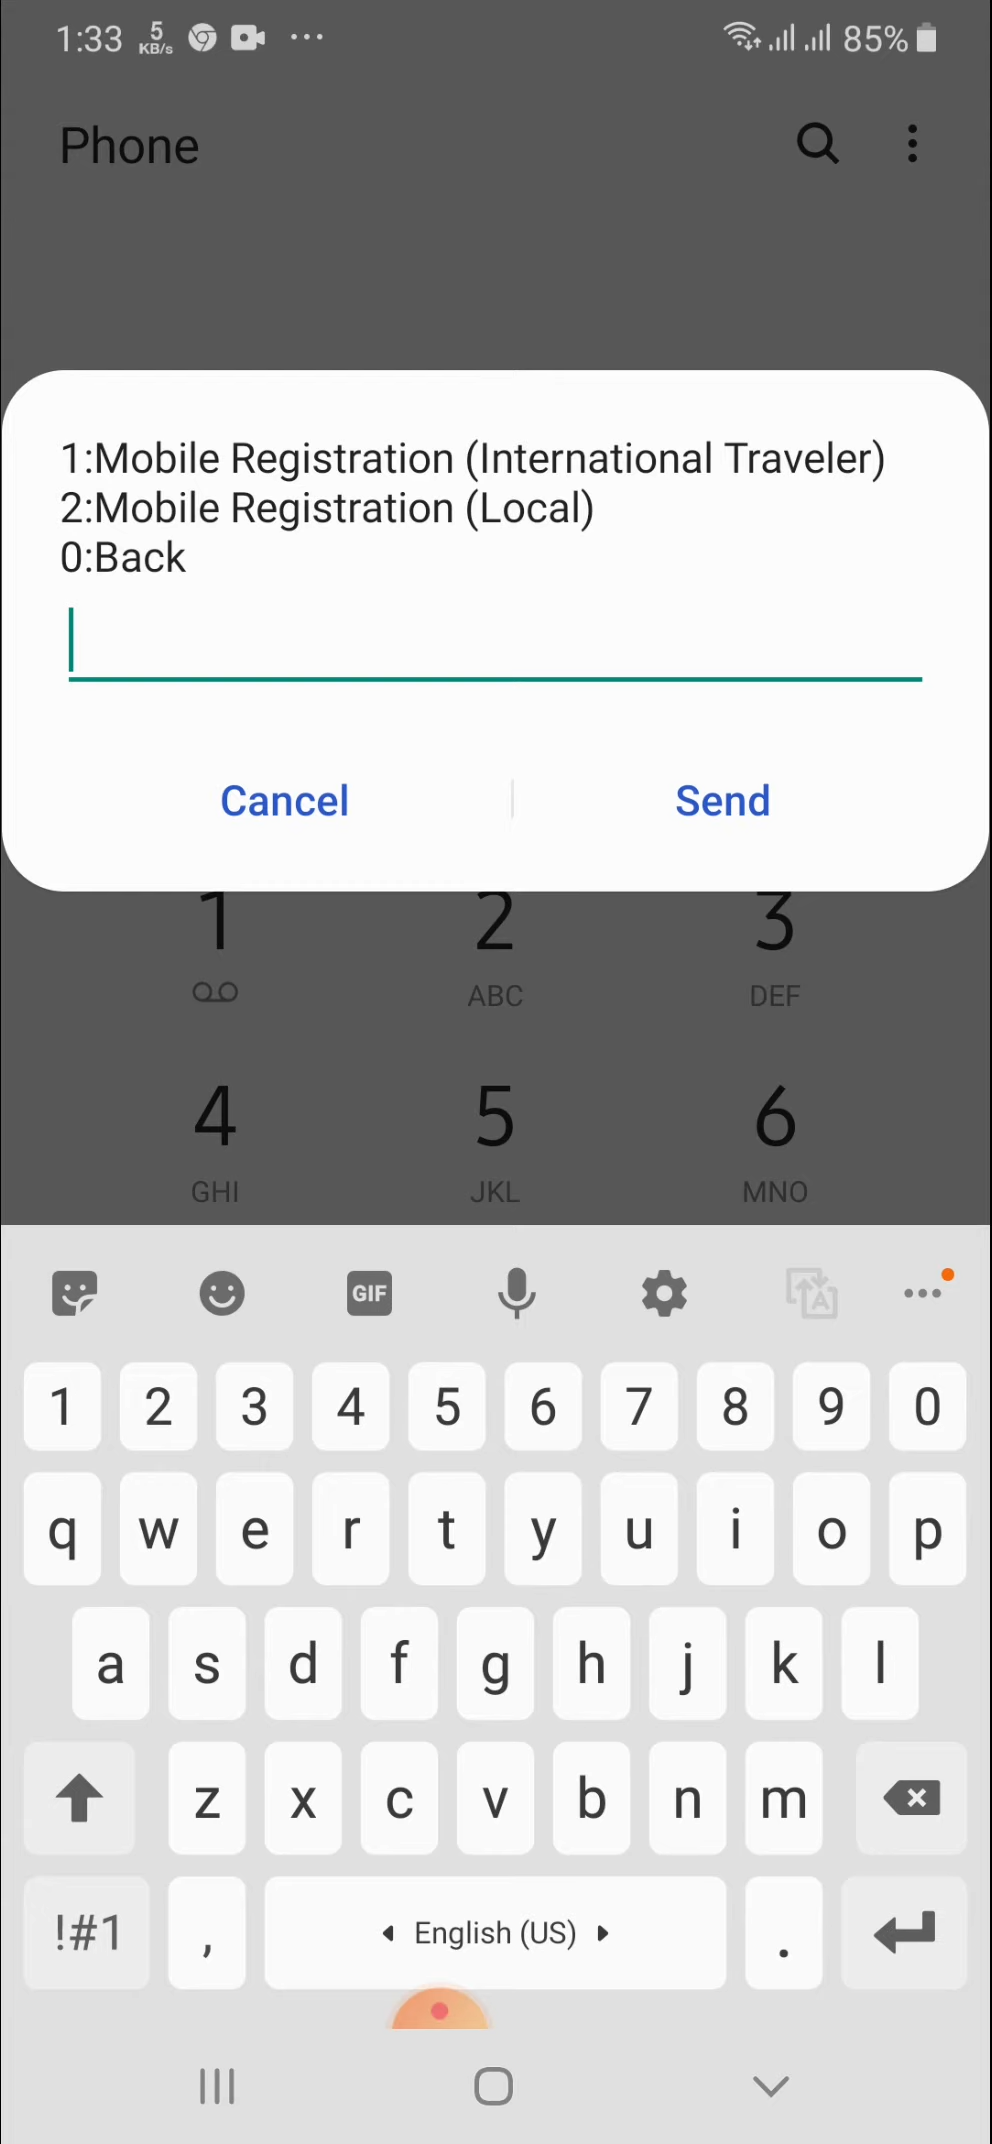 1:33 5 KB/s 85%
Phone
1:Mobile Registration (International Traveler)
2:Mobile Registration (Local)
0:Back
Cancel Send
1 2 3
ABC DEF
4 5 6
GHI JKL MNO
GIF A
1 2 3 4 5 6 7 8 9 0
q w e r t y u i o p
a s d f g h j k l
z x c v b n m
!#1 , English (US) .